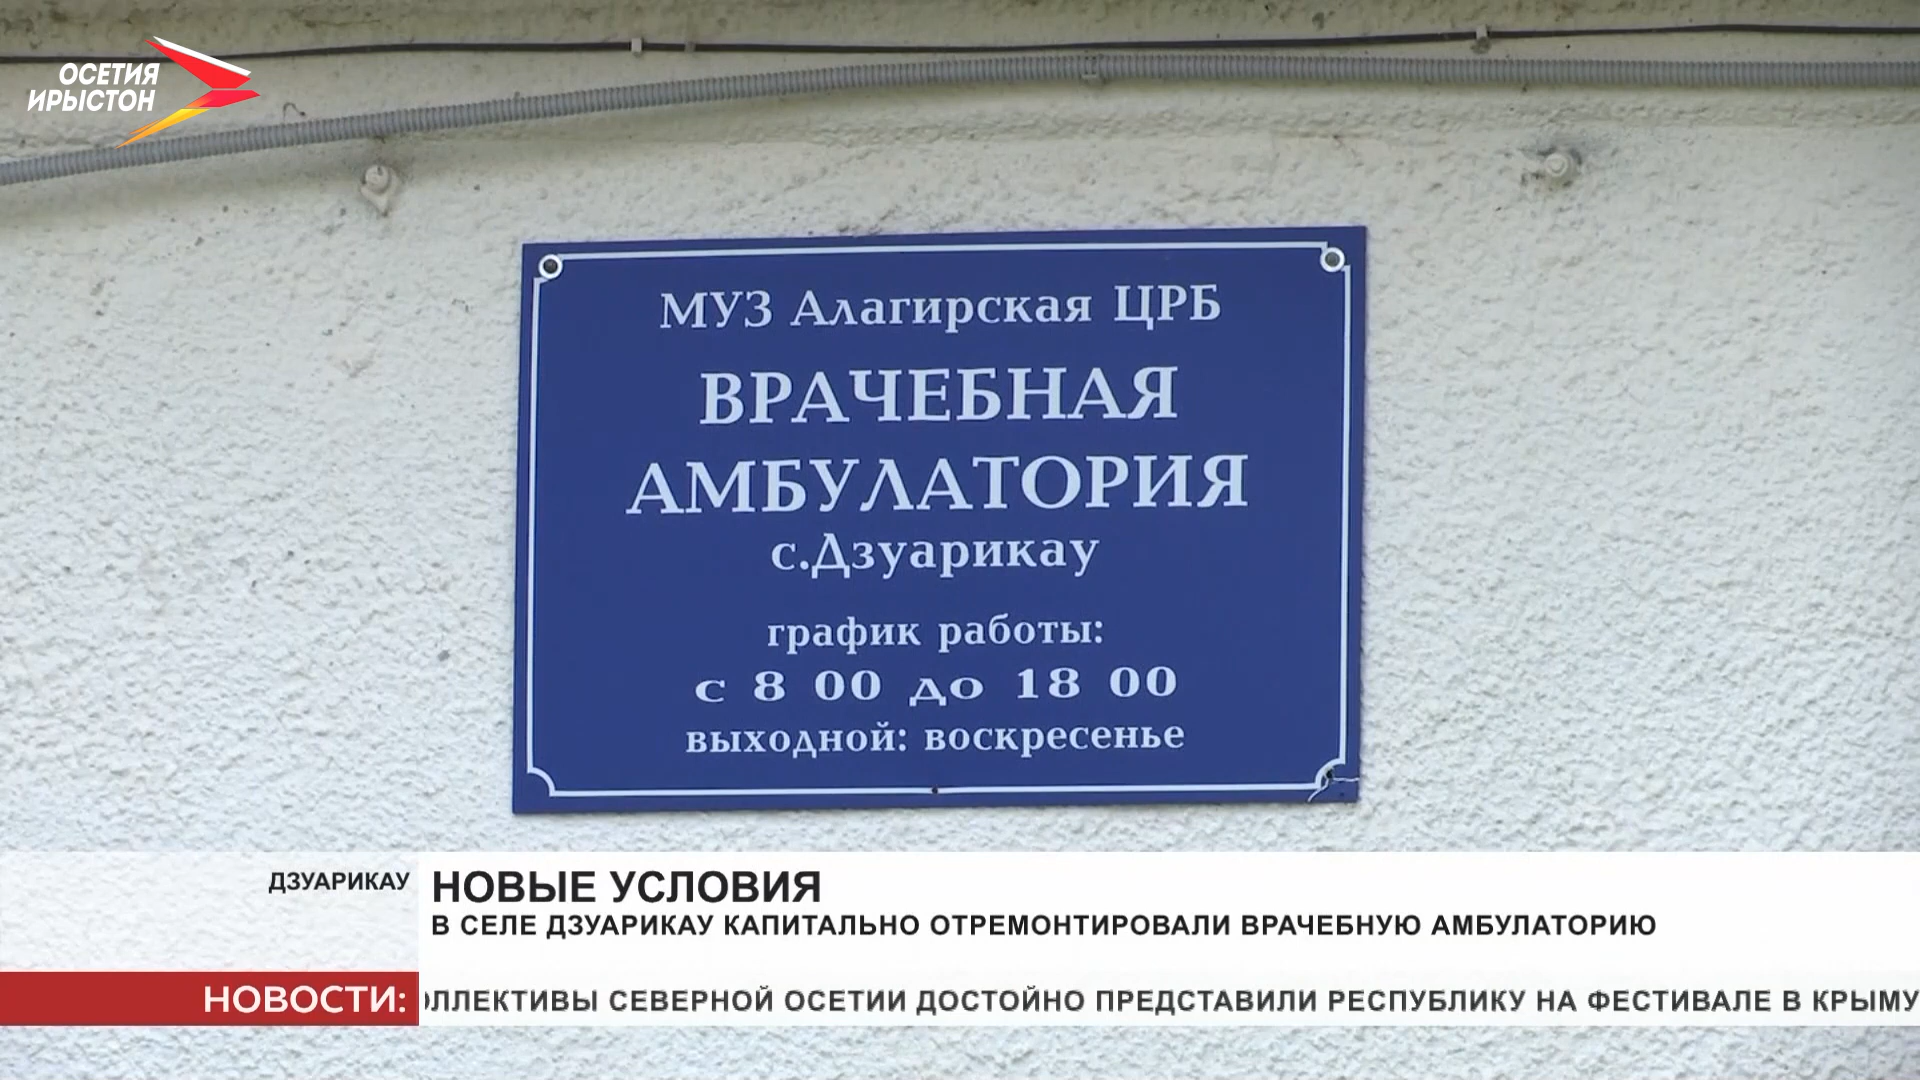 ОСЕТИЯ
ИРЫСТОН
МУЗ Алагирская ЦРБ
ВРАЧЕБНАЯ
АМБУЛАТОРИЯ
с.Дзуарикау
график работы:
с 8 00 до 18 00
выходной: воскресенье
ДЗУАРИКАУ
НОВЫЕ УСЛОВИЯ
В СЕЛЕ ДЗУАРИКАУ КАПИТАЛЬНО ОТРЕМОНТИРОВАЛИ ВРАЧЕБНУЮ АМБУЛАТОРИЮ
НОВОСТИ: ОЛЛЕКТИВЫ СЕВЕРНОЙ ОСЕТИИ ДОСТОЙНО ПРЕДСТАВИЛИ РЕСПУБЛИКУ НА ФЕСТИВАЛЕ В КРЫМУ